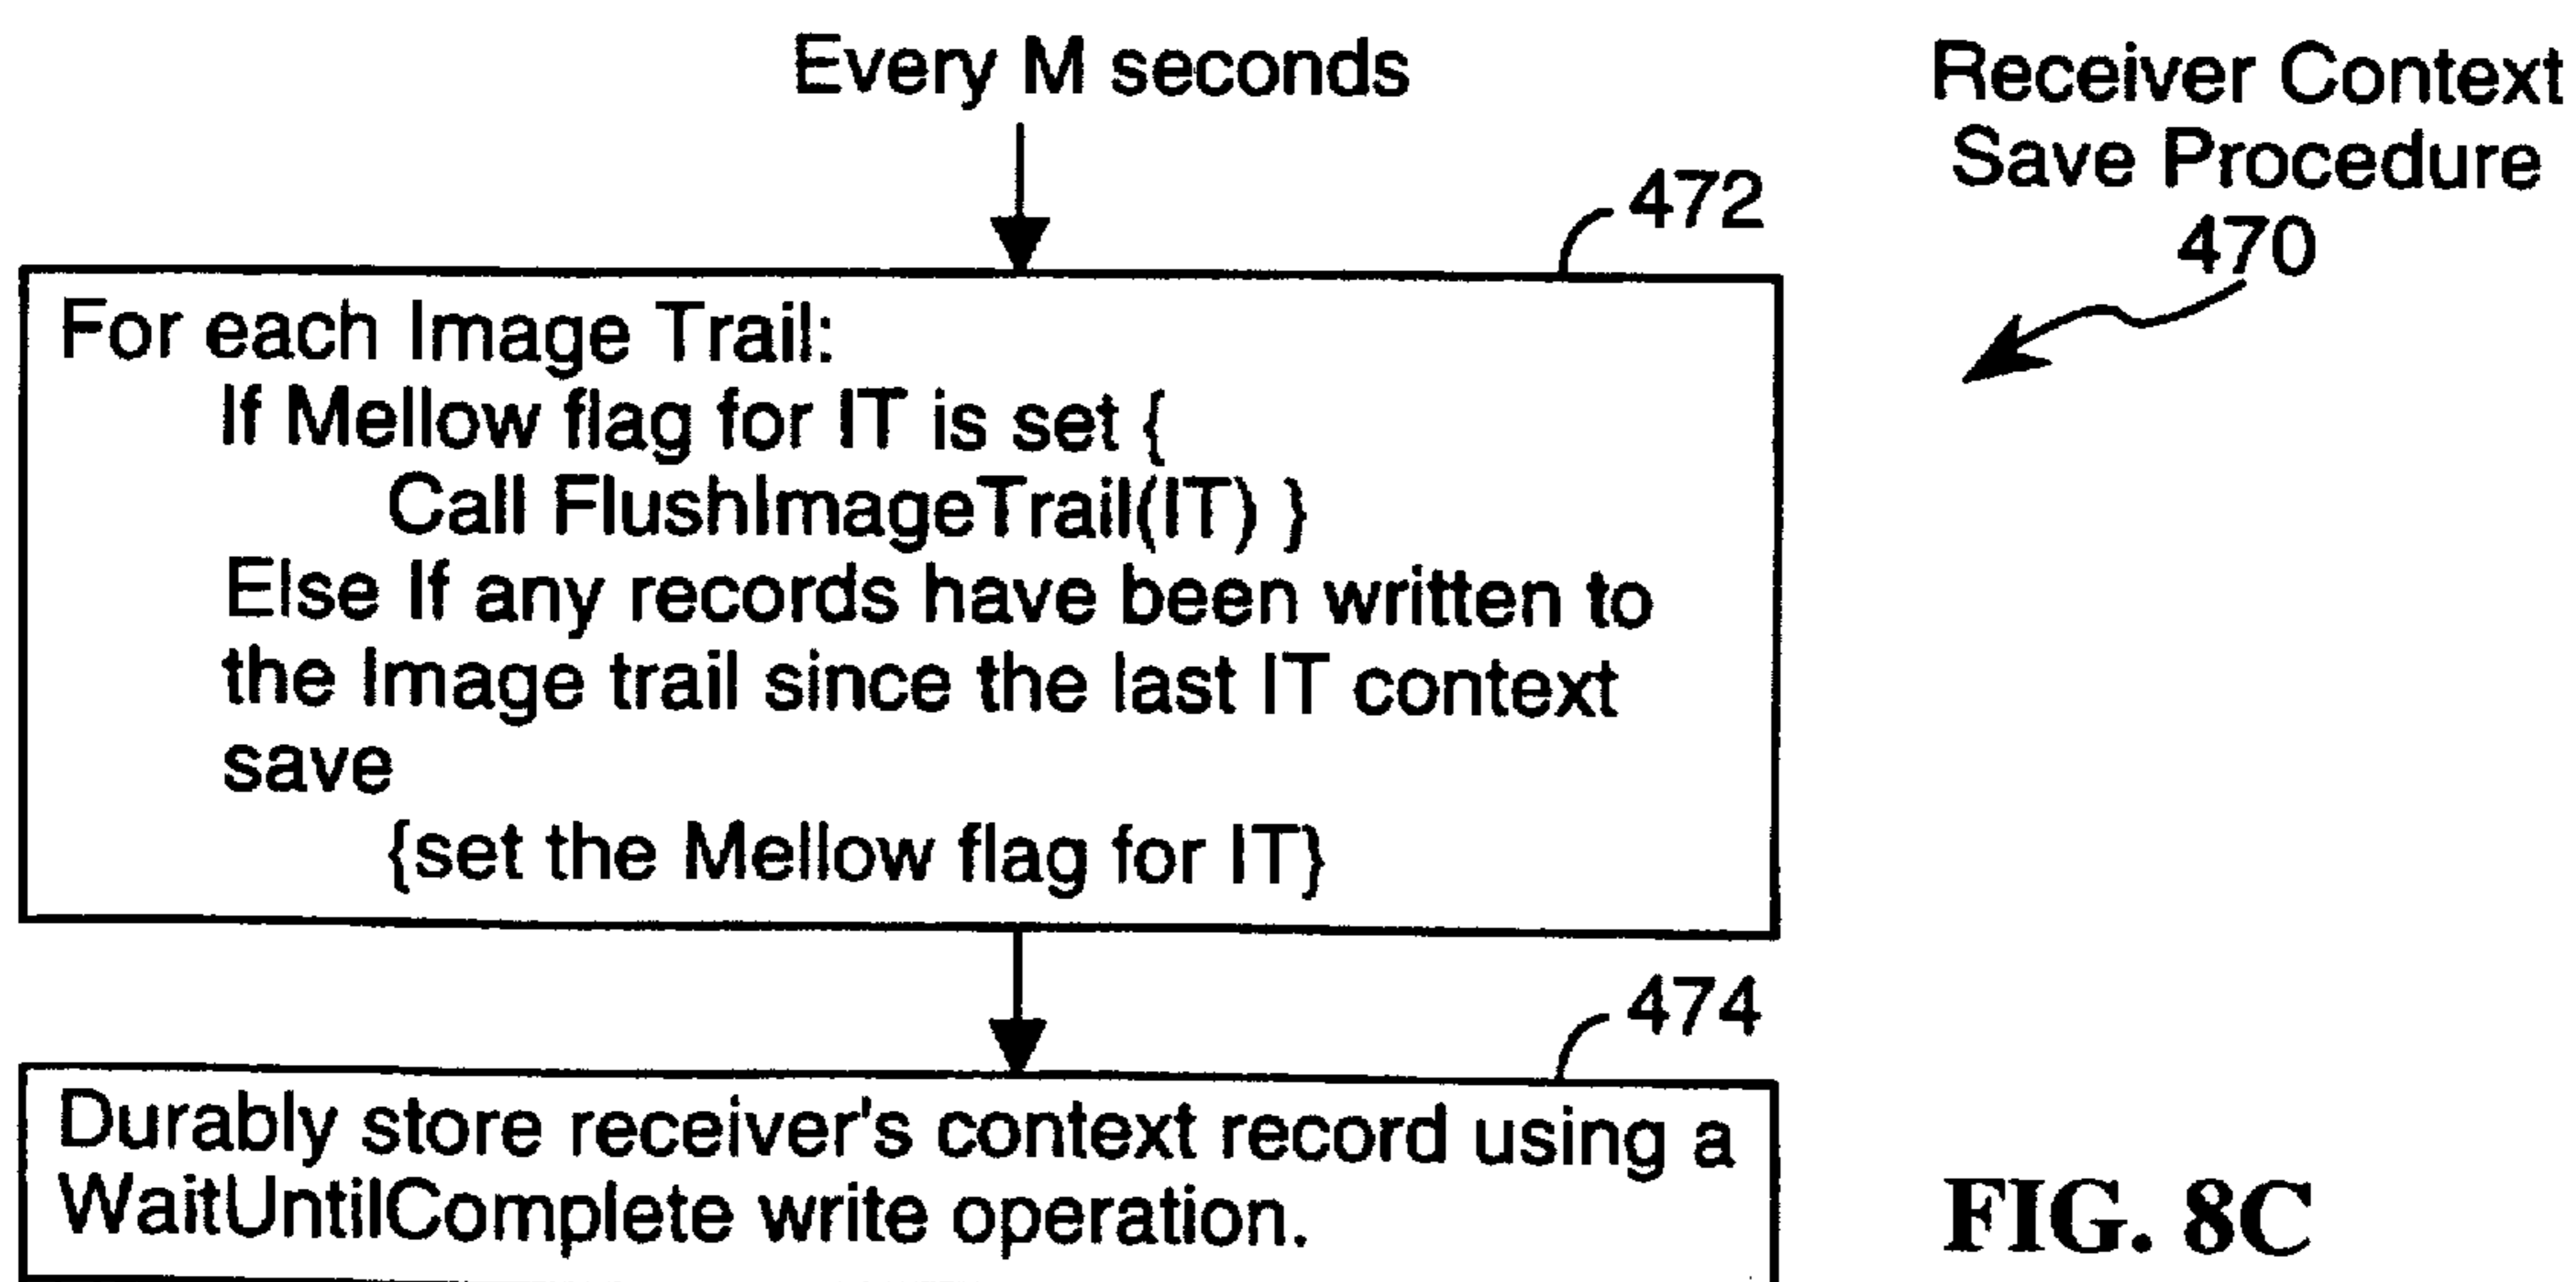 Every M seconds
Receiver Context
Save Procedure
470
472
For each Image Trail:
If Mellow flag for IT is set {
Call FlushImageTrail(IT) }
Else If any records have been written to
the Image trail since the last IT context
save
{set the Mellow flag for IT}
474
Durably store receiver's context record using a
WaitUntilComplete write operation.
FIG. 8C